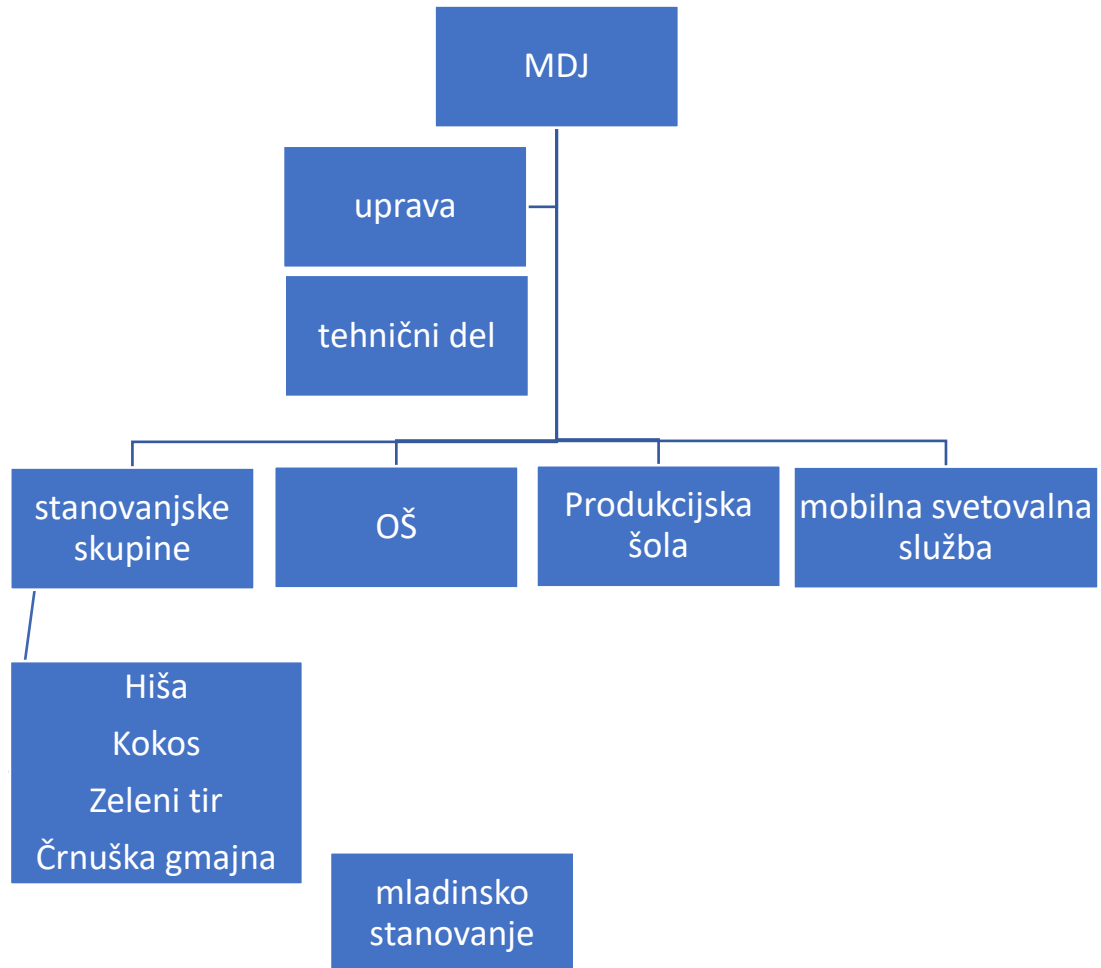 MDJ
uprava
tehnični del
stanovanjske
skupine
OŠ
Produkcijska
šola
mobilna svetovalna
služba
Hiša
Kokos
Zeleni tir
Črnuška gmajna
mladinsko
stanovanje